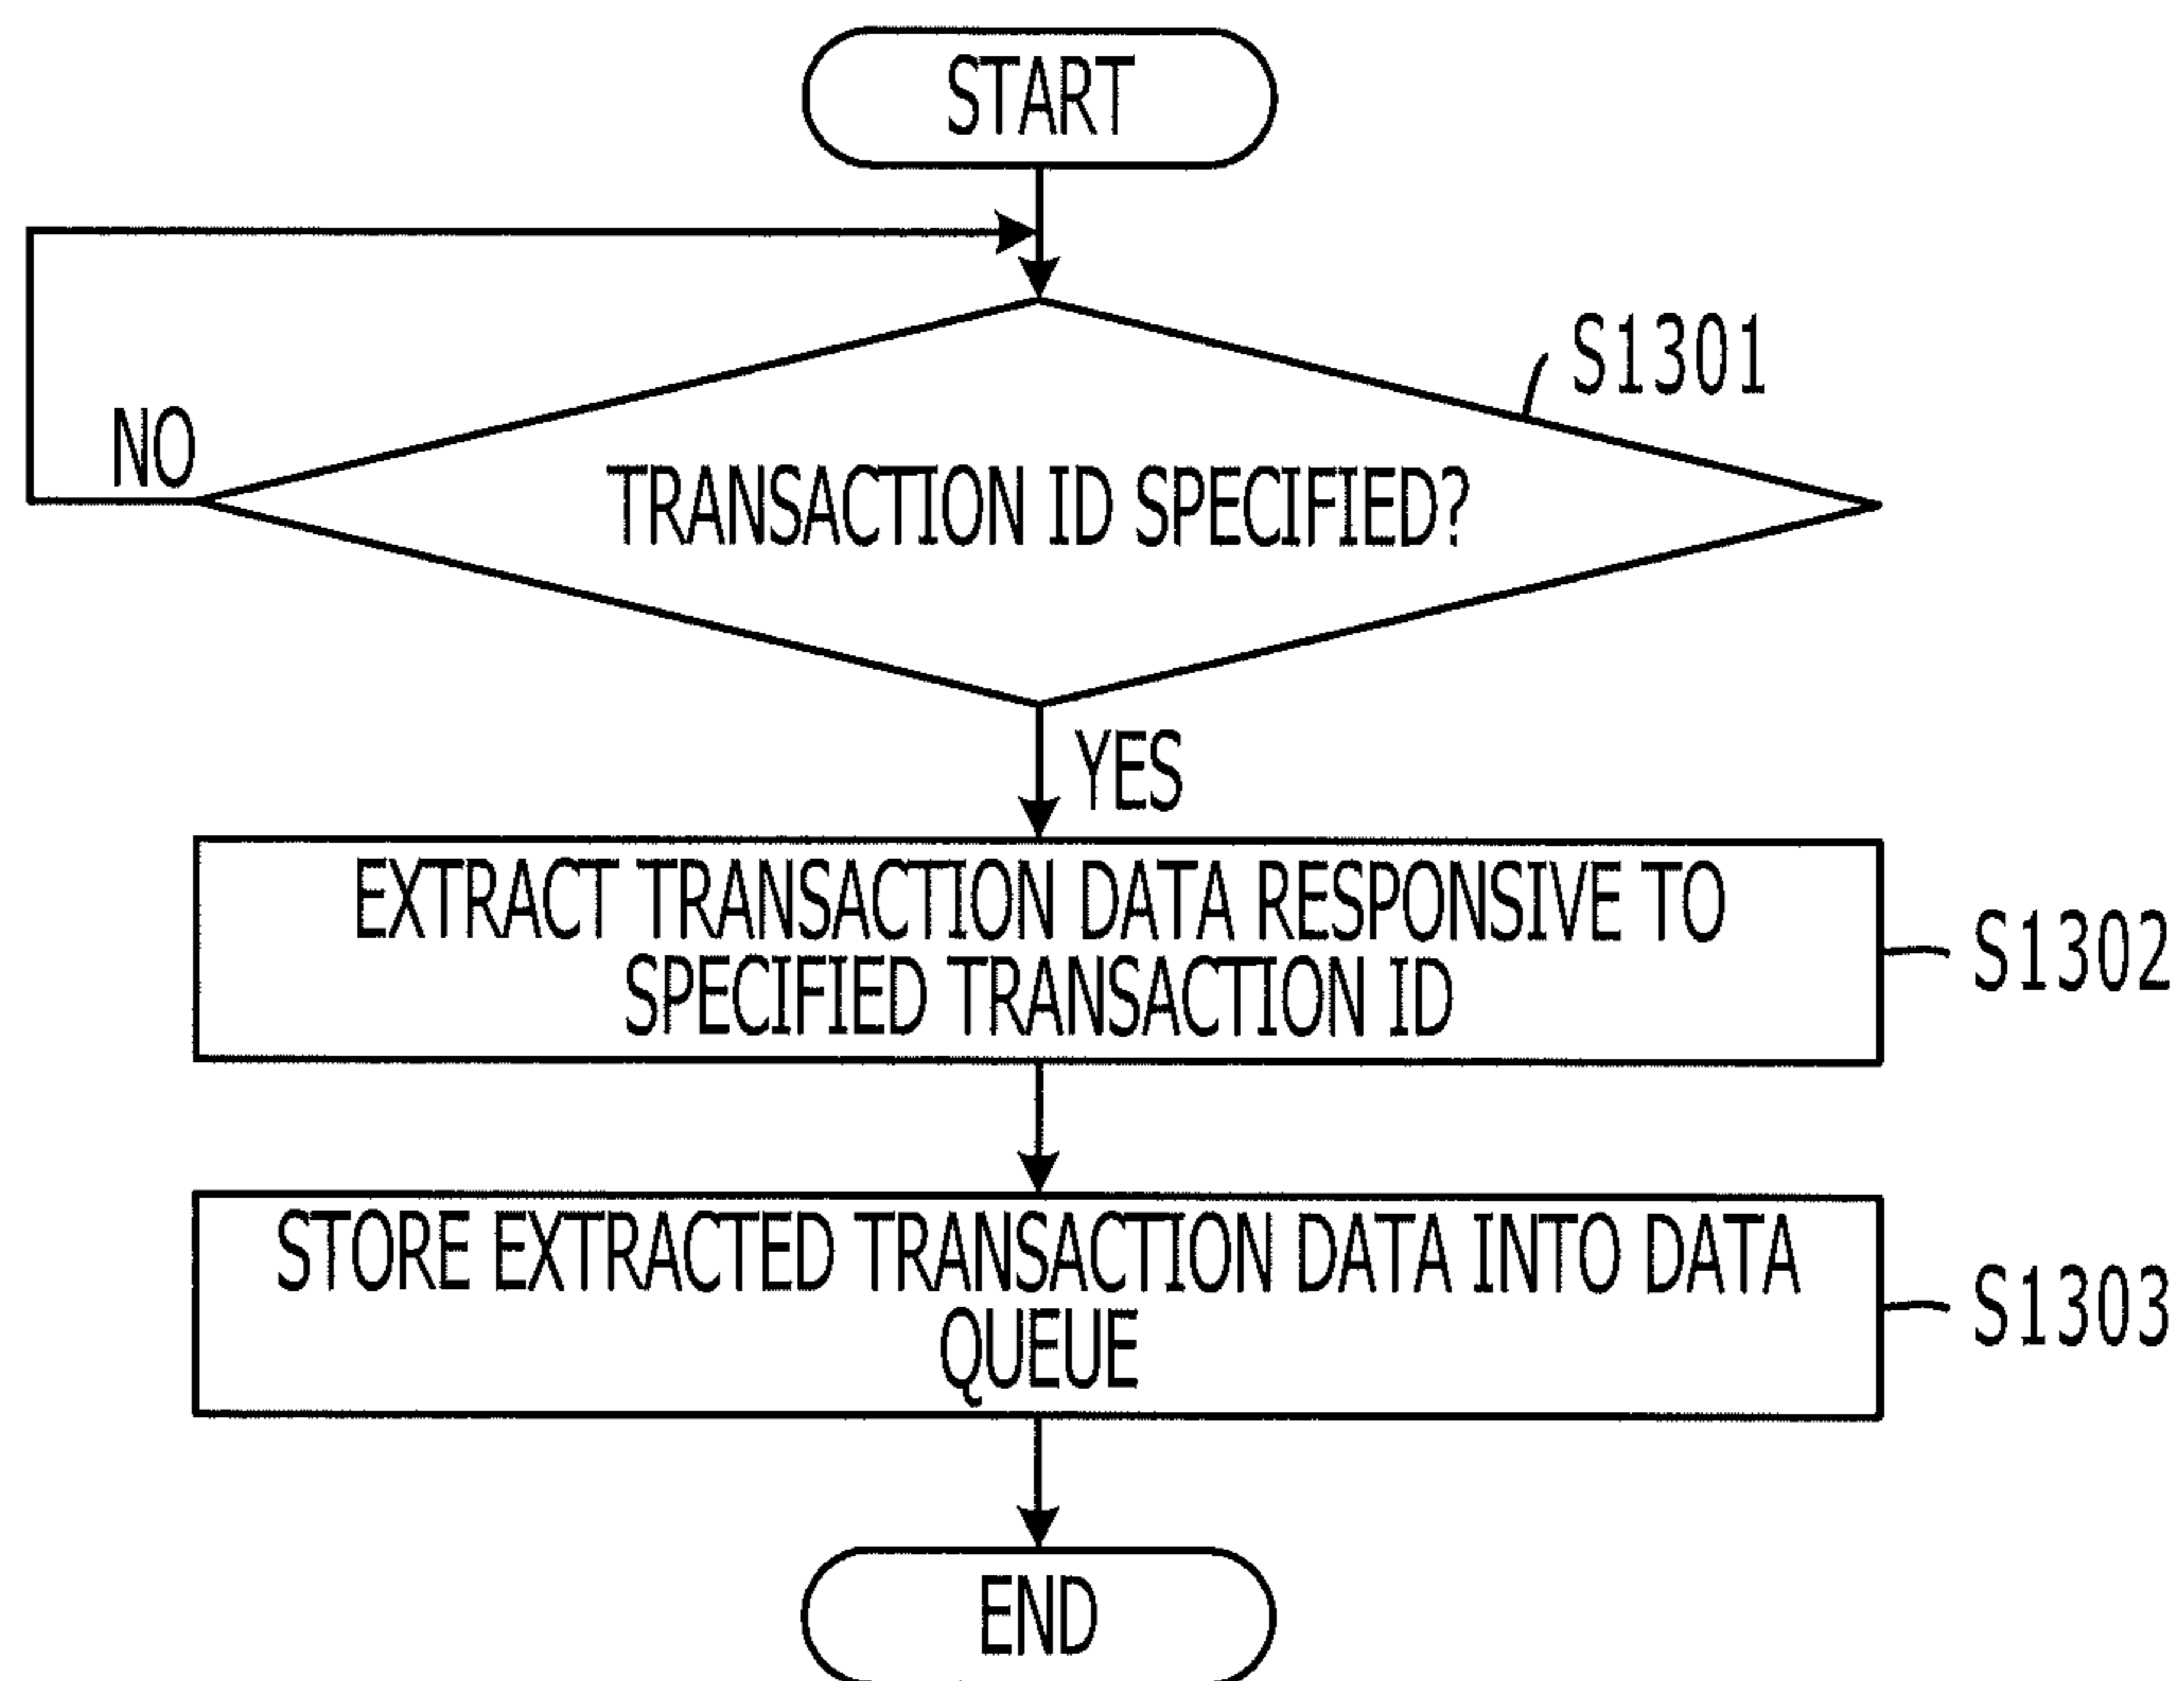 START
S1301
NO
TRANSACTION ID SPECIFIED?
YES
EXTRACT TRANSACTION DATA RESPONSIVE TO
SPECIFIED TRANSACTION ID
S1302
STORE EXTRACTED TRANSACTION DATA INTO DATA
QUEUE
S1303
END